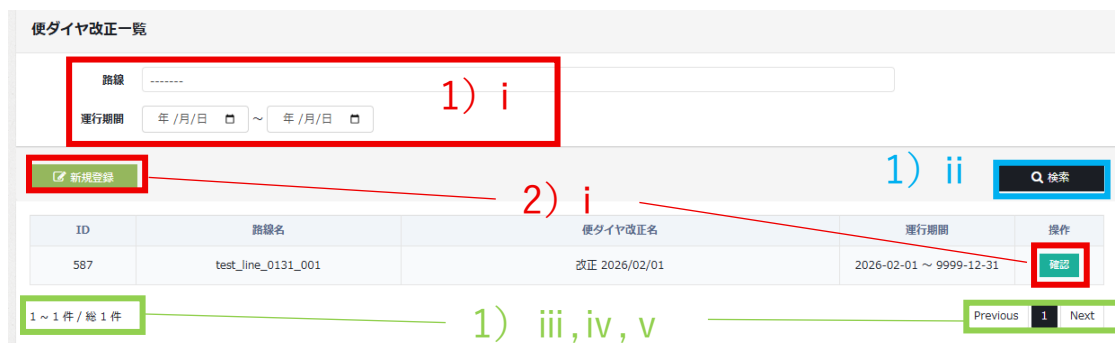 便ダイヤ改正一覧
路線 -------
1） i
運行期間 年 /月/日 ～ 年 /月/日
新規登録
1） ii
検索
2） i
ID 路線名 便ダイヤ改正名 運行期間 操作
587 test_line_0131_001 改正 2026/02/01 2026-02-01 ～ 9999-12-31 確認
1 ~ 1 件 / 総 1 件
1） iii , iv , v
Previous 1 Next